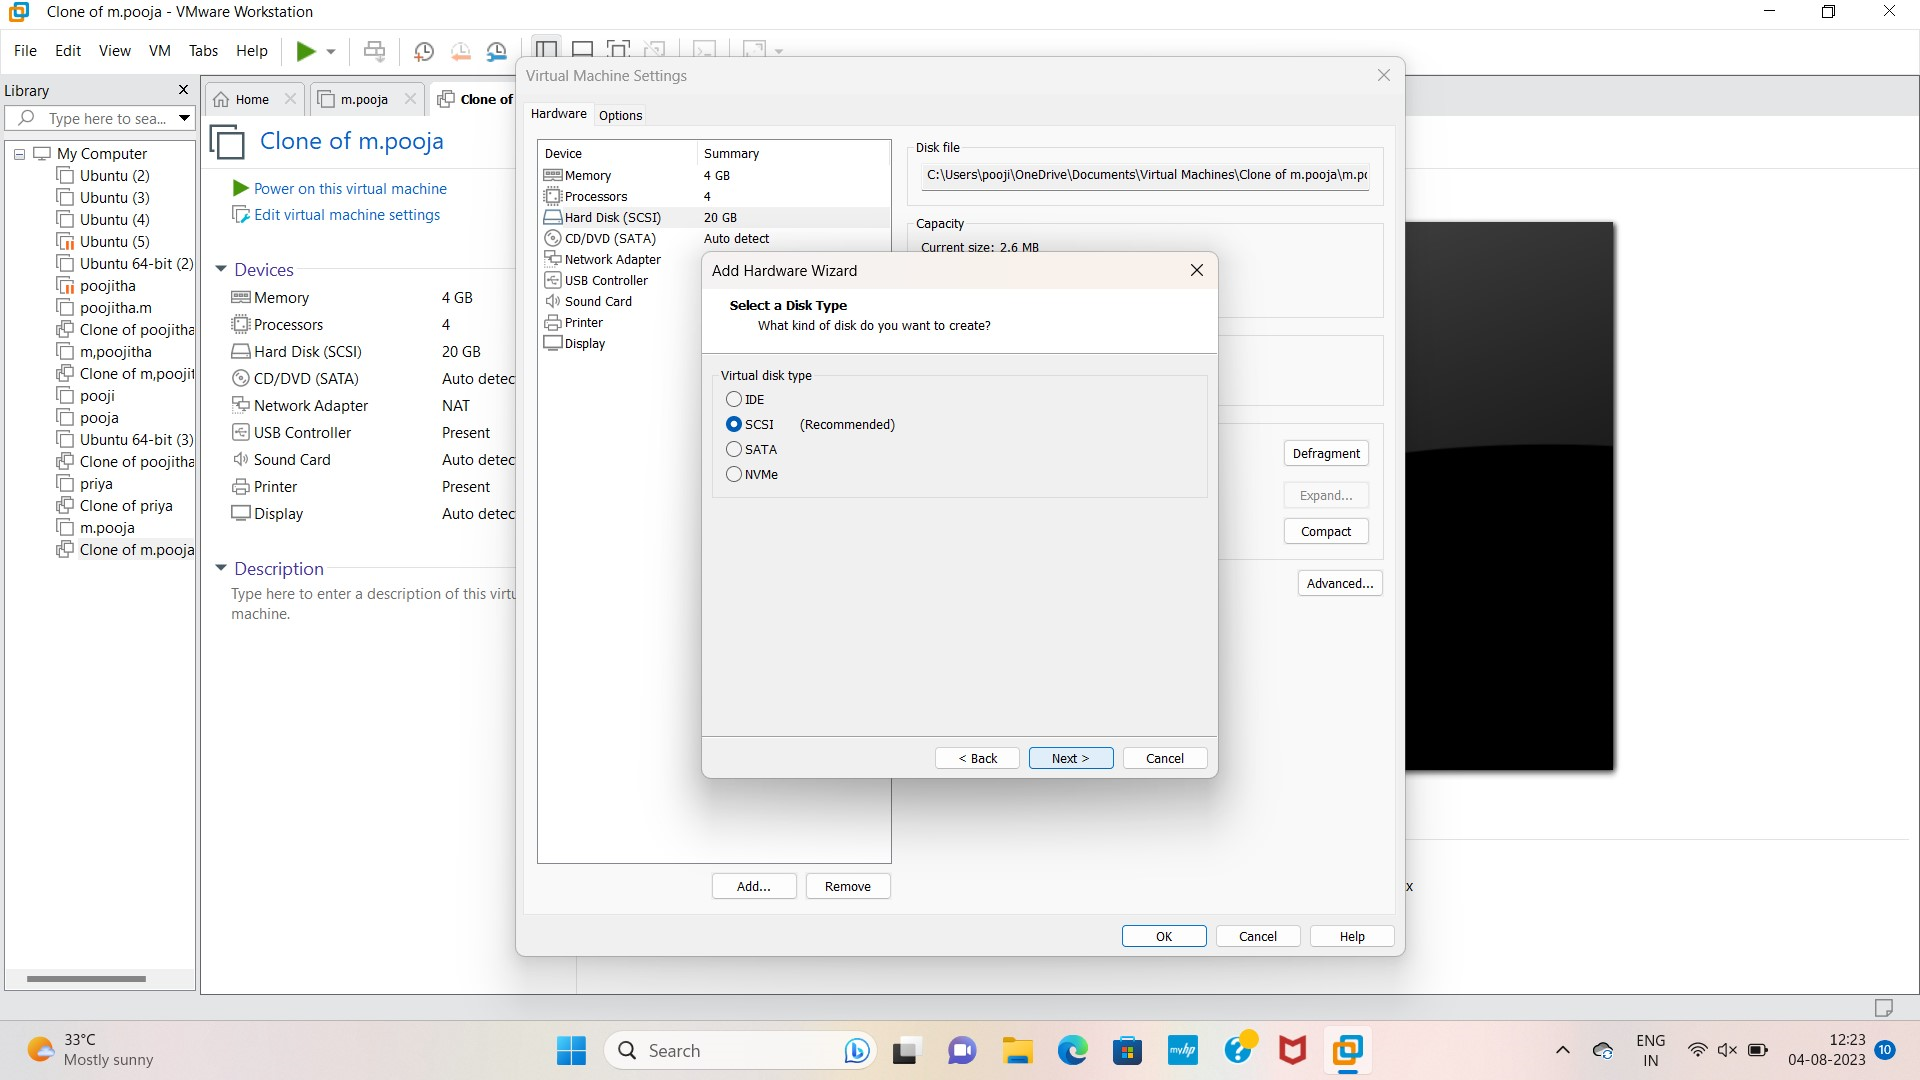 Clone of m.pooja - VMware Workstation
File Edit View VM Tabs Help
Library
Type here to sea...
My Computer
Ubuntu (2)
Ubuntu (3)
Ubuntu (4)
Ubuntu (5)
Ubuntu 64-bit (2)
poojitha
poojitha.m
Clone of poojitha
m,poojitha
Clone of m,poojit
pooji
pooja
Ubuntu 64-bit (3)
Clone of poojitha
priya
Clone of priya
m.pooja
Clone of m.pooja
Home
m.pooja
Clone of
Clone of m.pooja
Power on this virtual machine
Edit virtual machine settings
Devices
Memory 4 GB
Processors 4
Hard Disk (SCSI) 20 GB
CD/DVD (SATA) Auto detec
Network Adapter NAT
USB Controller Present
Sound Card Auto detec
Printer Present
Display Auto detec
Description
Type here to enter a description of this virtu
machine.
Virtual Machine Settings
Hardware Options
Device Summary
Memory 4 GB
Processors 4
Hard Disk (SCSI) 20 GB
CD/DVD (SATA) Auto detect
Network Adapter
USB Controller
Sound Card
Printer
Display
Add... Remove
Disk file
C:\Users\pooji\OneDrive\Documents\Virtual Machines\Clone of m.pooja\m.po
Capacity
Current size: 2.6 MB
Defragment
Expand...
Compact
Advanced...
OK Cancel Help
Add Hardware Wizard
Select a Disk Type
What kind of disk do you want to create?
Virtual disk type
IDE
SCSI (Recommended)
SATA
NVMe
< Back Next > Cancel
x
33°C
Mostly sunny
Search
myhp
ENG
IN
12:23
04-08-2023
10